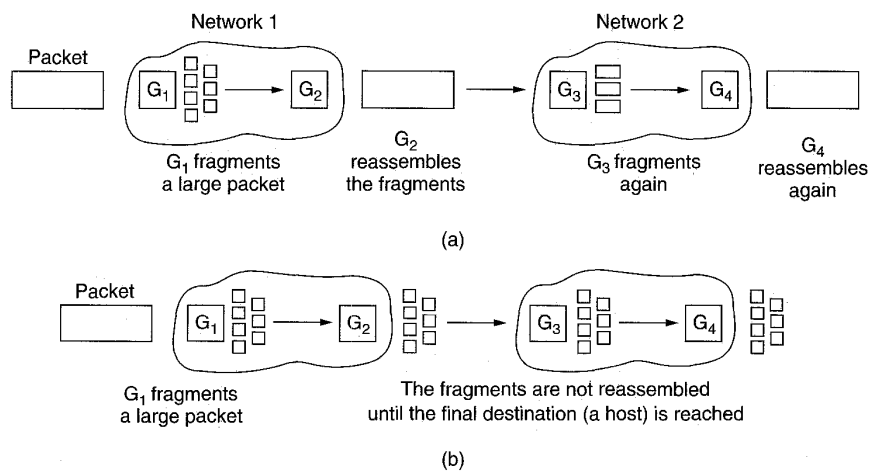 Network 1
Network 2
Packet
G₁
G₂
G₃
G₄
G₁ fragments
a large packet
G₂
reassembles
the fragments
G₃ fragments
again
G₄
reassembles
again
(a)
Packet
G₁
G₂
G₃
G₄
G₁ fragments
a large packet
The fragments are not reassembled
until the final destination (a host) is reached
(b)